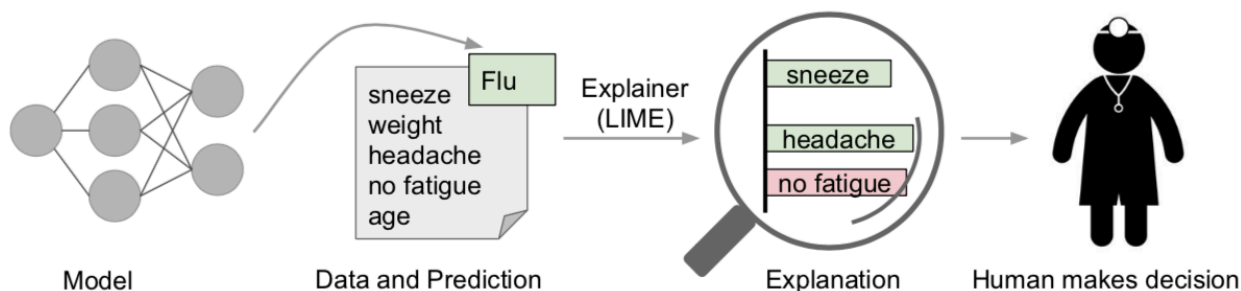 Flu
sneeze
weight
headache
no fatigue
age
Explainer
(LIME)
sneeze
headache
no fatigue
Model
Data and Prediction
Explanation
Human makes decision